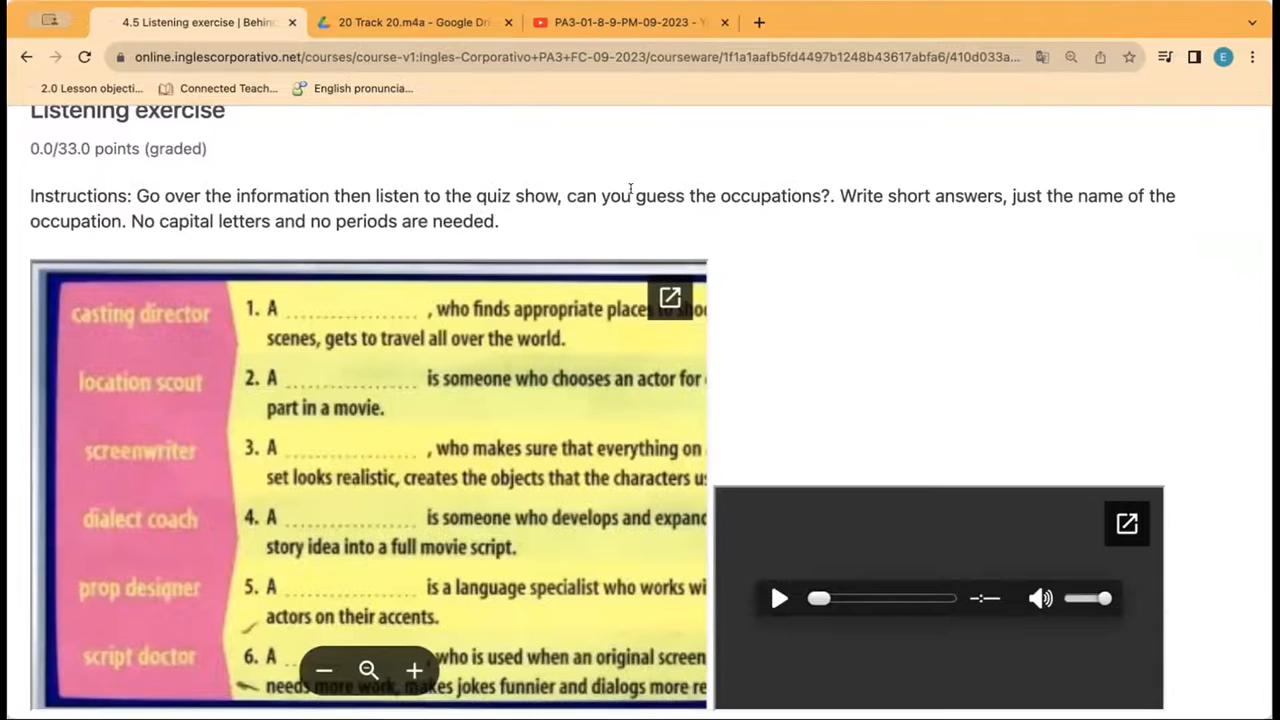 4.5 Listening exercise | Behin
20 Track 20.m4a - Google Dri
PA3-01-8-9-PM-09-2023 - Y
online.inglescorporativo.net/courses/course-v1:Ingles-Corporativo+PA3+FC-09-2023/courseware/1f1a1aafb5fd4497b1248b43617abfa6/410d033a...
E
2.0 Lesson objecti...
Connected Teach...
English pronuncia...
Listening exercise
0.0/33.0 points (graded)
Instructions: Go over the information then listen to the quiz show, can you guess the occupations?. Write short answers, just the name of the
occupation. No capital letters and no periods are needed.
casting director
location scout
screenwriter
dialect coach
prop designer
script doctor
1. A ................ , who finds appropriate places to shoo
scenes, gets to travel all over the world.
2. A ................ is someone who chooses an actor for
part in a movie.
3. A ................ , who makes sure that everything on
set looks realistic, creates the objects that the characters us
4. A ................ is someone who develops and expand
story idea into a full movie script.
5. A ................ is a language specialist who works wi
actors on their accents.
6. A ... , who is used when an original screen
needs more work, makes jokes funnier and dialogs more re
-:--